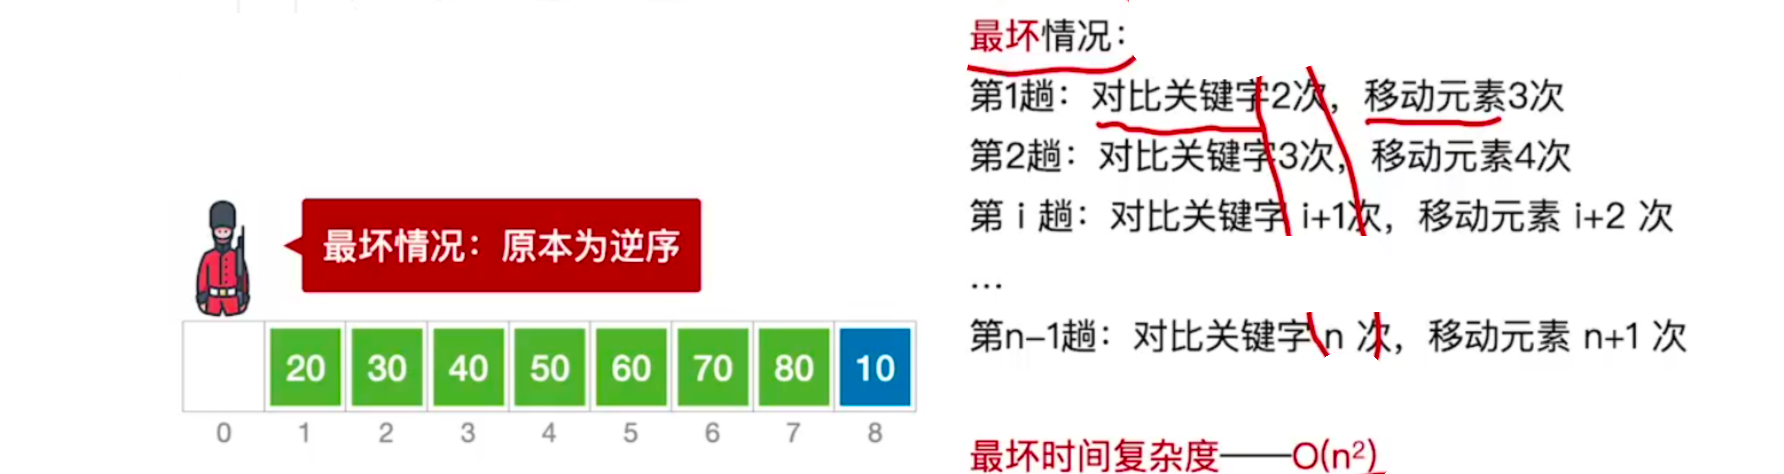 最坏情况：原本为逆序
20 30 40 50 60 70 80 10
0 1 2 3 4 5 6 7 8
最坏情况：
第1趟：对比关键字2次，移动元素3次
第2趟：对比关键字3次，移动元素4次
第 i 趟：对比关键字 i+1次，移动元素 i+2 次
…
第n-1趟：对比关键字 n 次，移动元素 n+1 次
最坏时间复杂度——O(n²)